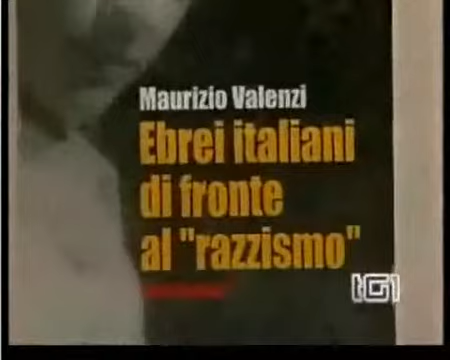 Maurizio Valenzi
Ebrei italiani
di fronte
al "razzismo"
tG1